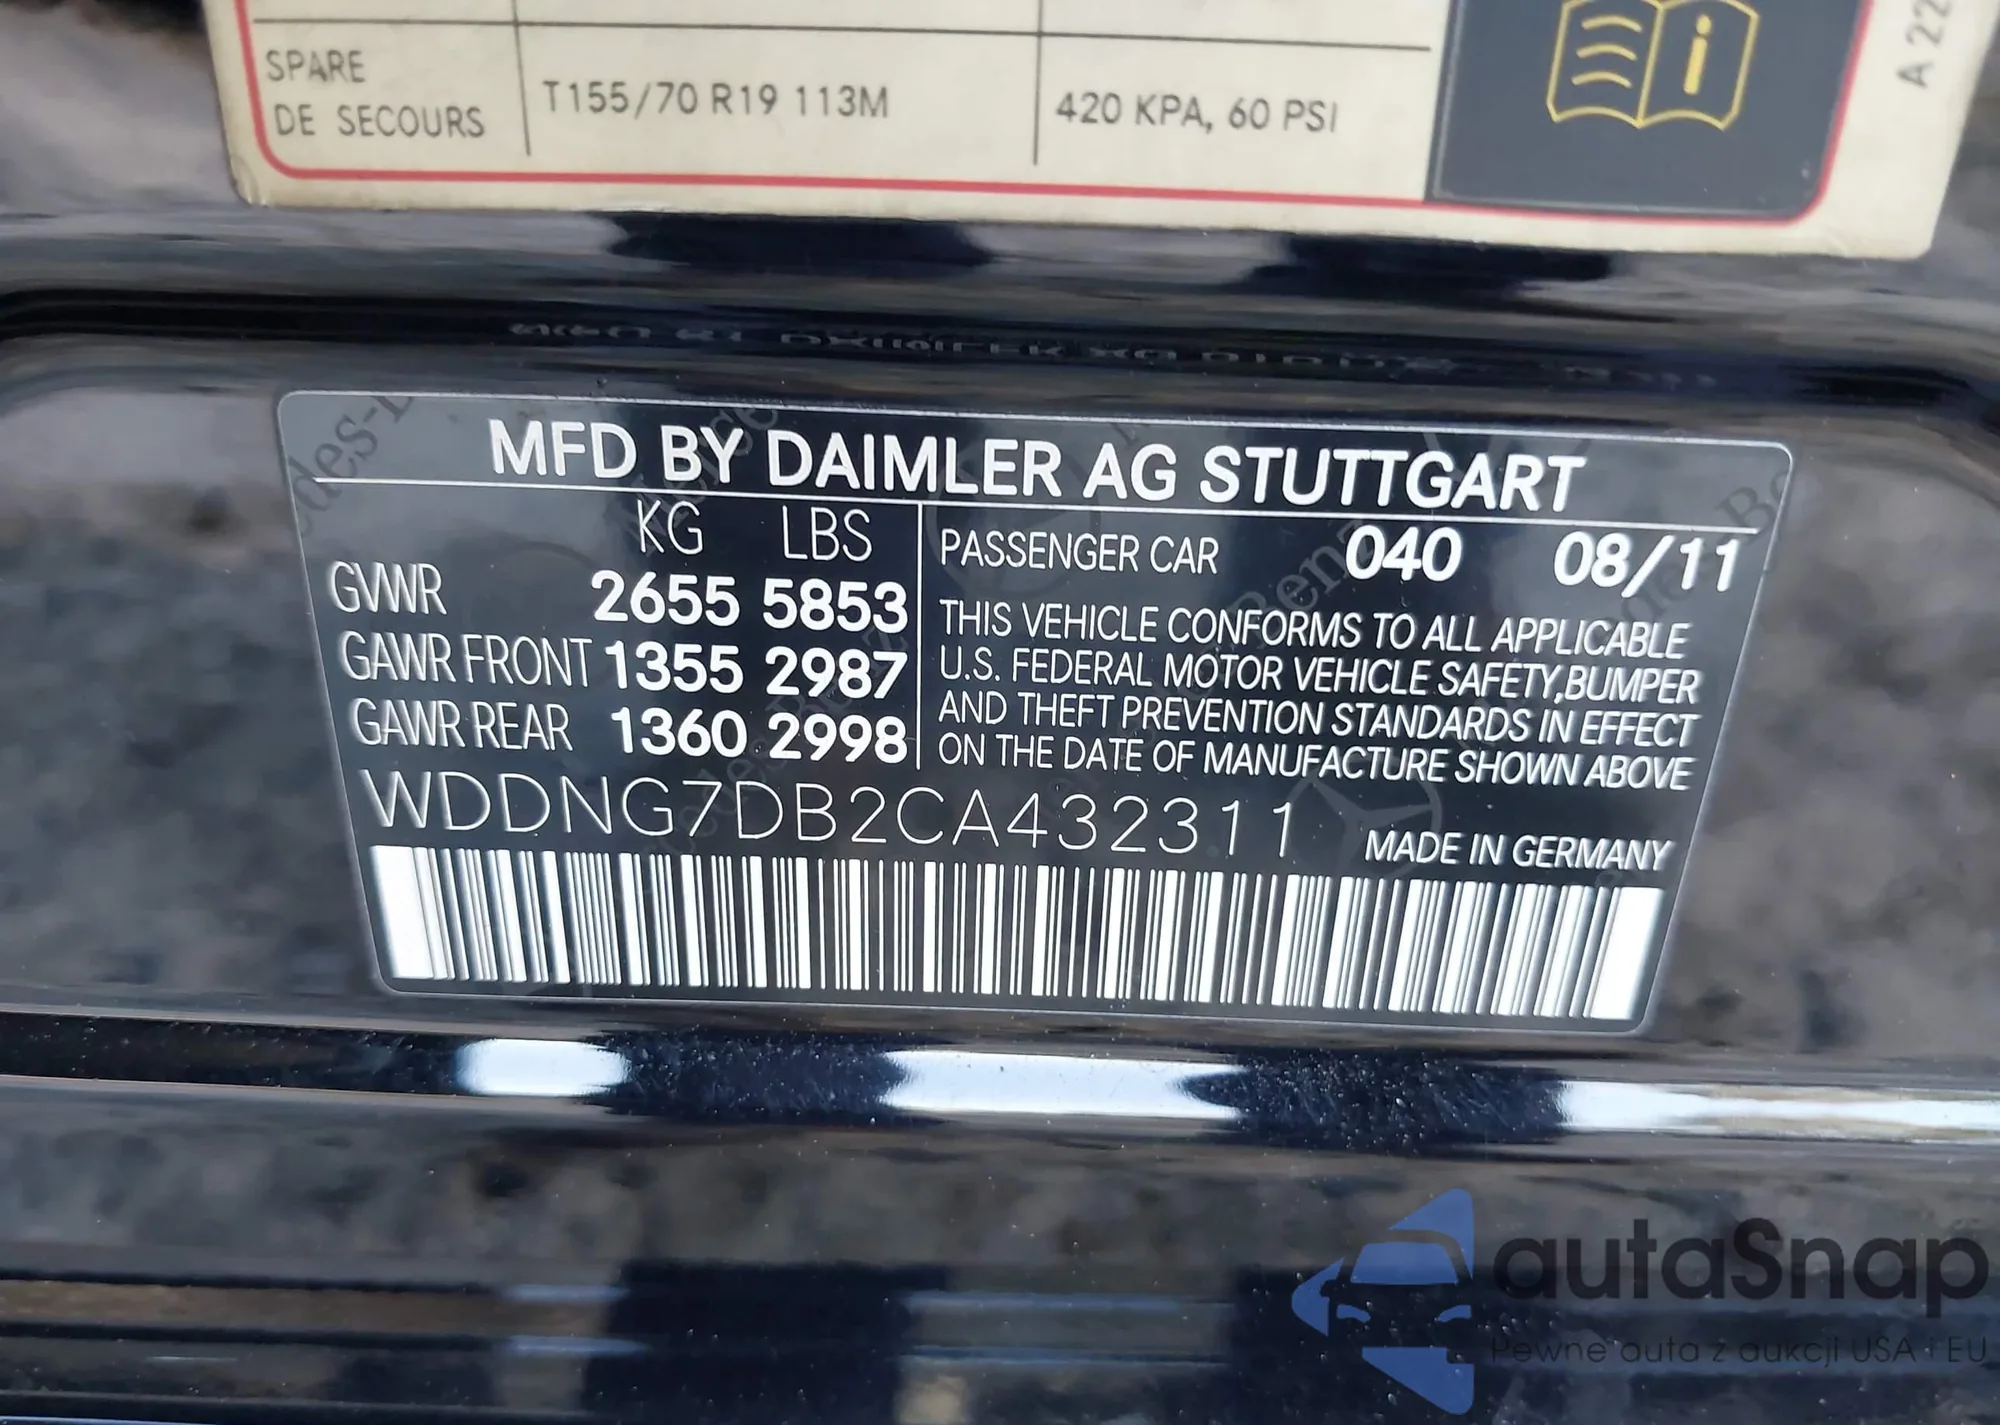 SPARE
DE SECOURS
T155/70 R19 113M
420 KPA, 60 PSI
i
A 22
MFD BY DAIMLER AG STUTTGART
KG LBS
GVWR 2655 5853
GAWR FRONT 1355 2987
GAWR REAR 1360 2998
PASSENGER CAR 040 08/11
THIS VEHICLE CONFORMS TO ALL APPLICABLE
U.S. FEDERAL MOTOR VEHICLE SAFETY,BUMPER
AND THEFT PREVENTION STANDARDS IN EFFECT
ON THE DATE OF MANUFACTURE SHOWN ABOVE
WDDNG7DB2CA432311
MADE IN GERMANY
autaSnap
Pewne auta z aukcji USA i EU